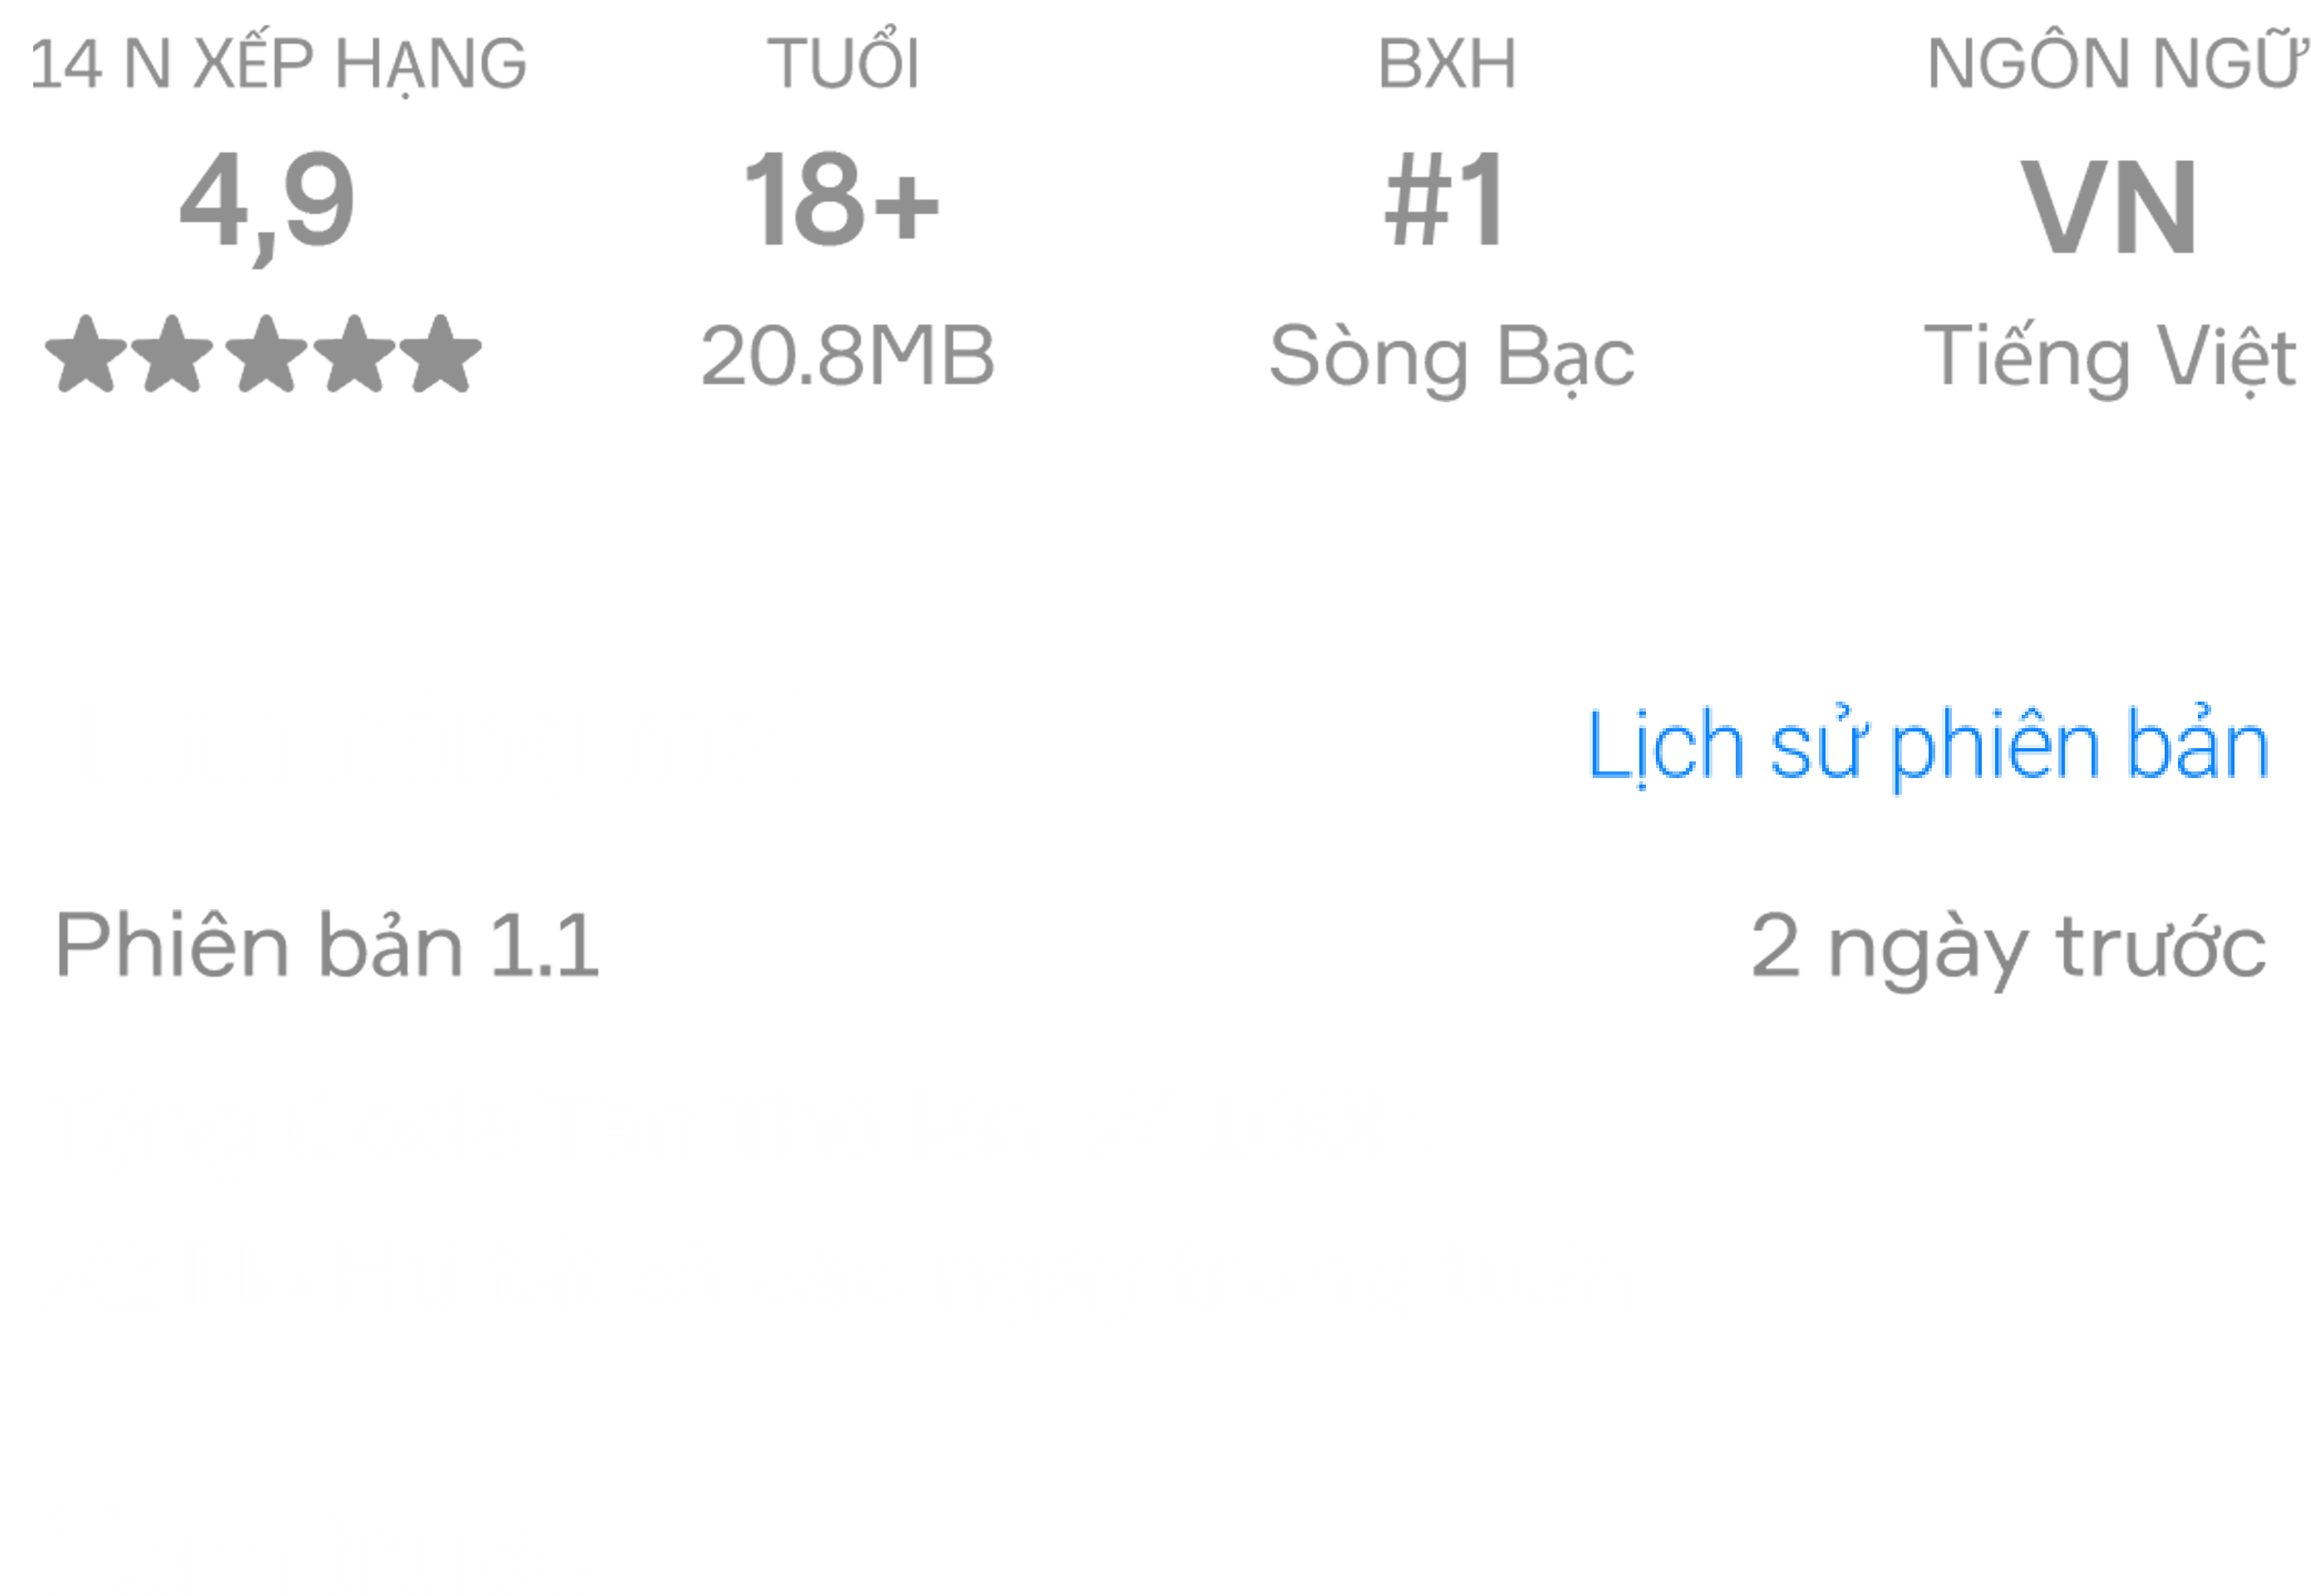 14 N XẾP HẠNG TUỔI BXH NGÔN NGỮ
4,9 18+ #1 VN
20.8MB Sòng Bạc Tiếng Việt
Lịch sử phiên bản
Phiên bản 1.1 2 ngày trước